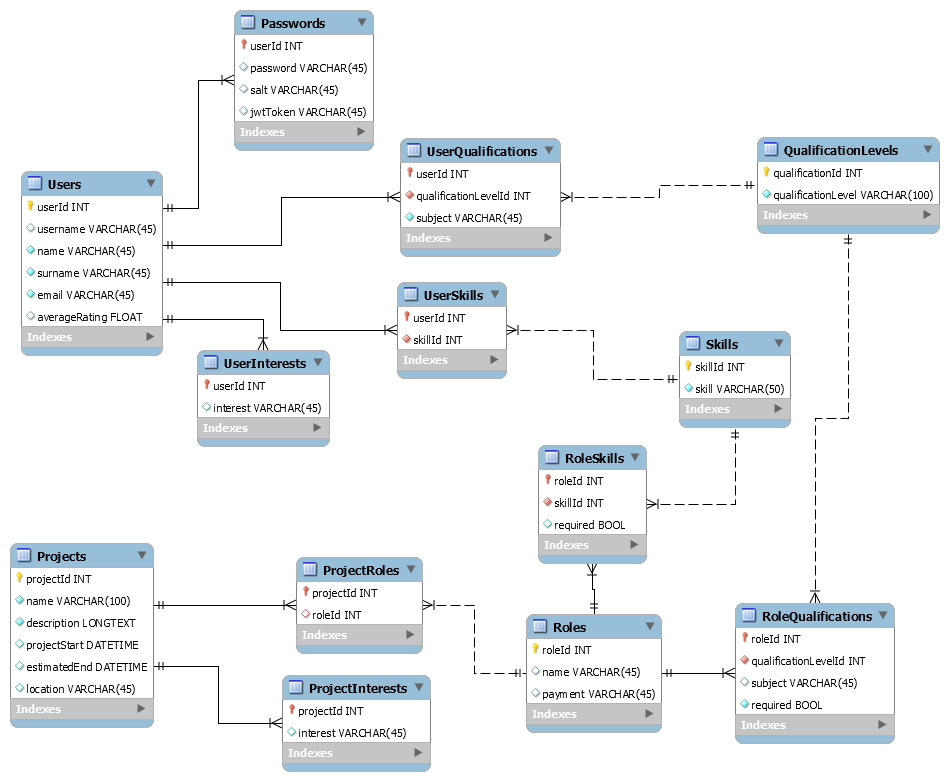 Passwords
userId INT
password VARCHAR(45)
salt VARCHAR(45)
jwtToken VARCHAR(45)
Indexes
UserQualifications
userId INT
qualificationLevelId INT
subject VARCHAR(45)
Indexes
QualificationLevels
qualificationId INT
qualificationLevel VARCHAR(100)
Indexes
Users
userId INT
username VARCHAR(45)
name VARCHAR(45)
surname VARCHAR(45)
email VARCHAR(45)
averageRating FLOAT
Indexes
UserSkills
userId INT
skillId INT
Indexes
UserInterests
userId INT
interest VARCHAR(45)
Indexes
Skills
skillId INT
skill VARCHAR(50)
Indexes
RoleSkills
roleId INT
skillId INT
required BOOL
Indexes
Projects
projectId INT
name VARCHAR(100)
description LONGTEXT
projectStart DATETIME
estimatedEnd DATETIME
location VARCHAR(45)
Indexes
ProjectRoles
projectId INT
roleId INT
Indexes
ProjectInterests
projectId INT
interest VARCHAR(45)
Indexes
Roles
roleId INT
name VARCHAR(45)
payment VARCHAR(45)
Indexes
RoleQualifications
roleId INT
qualificationLevelId INT
subject VARCHAR(45)
required BOOL
Indexes